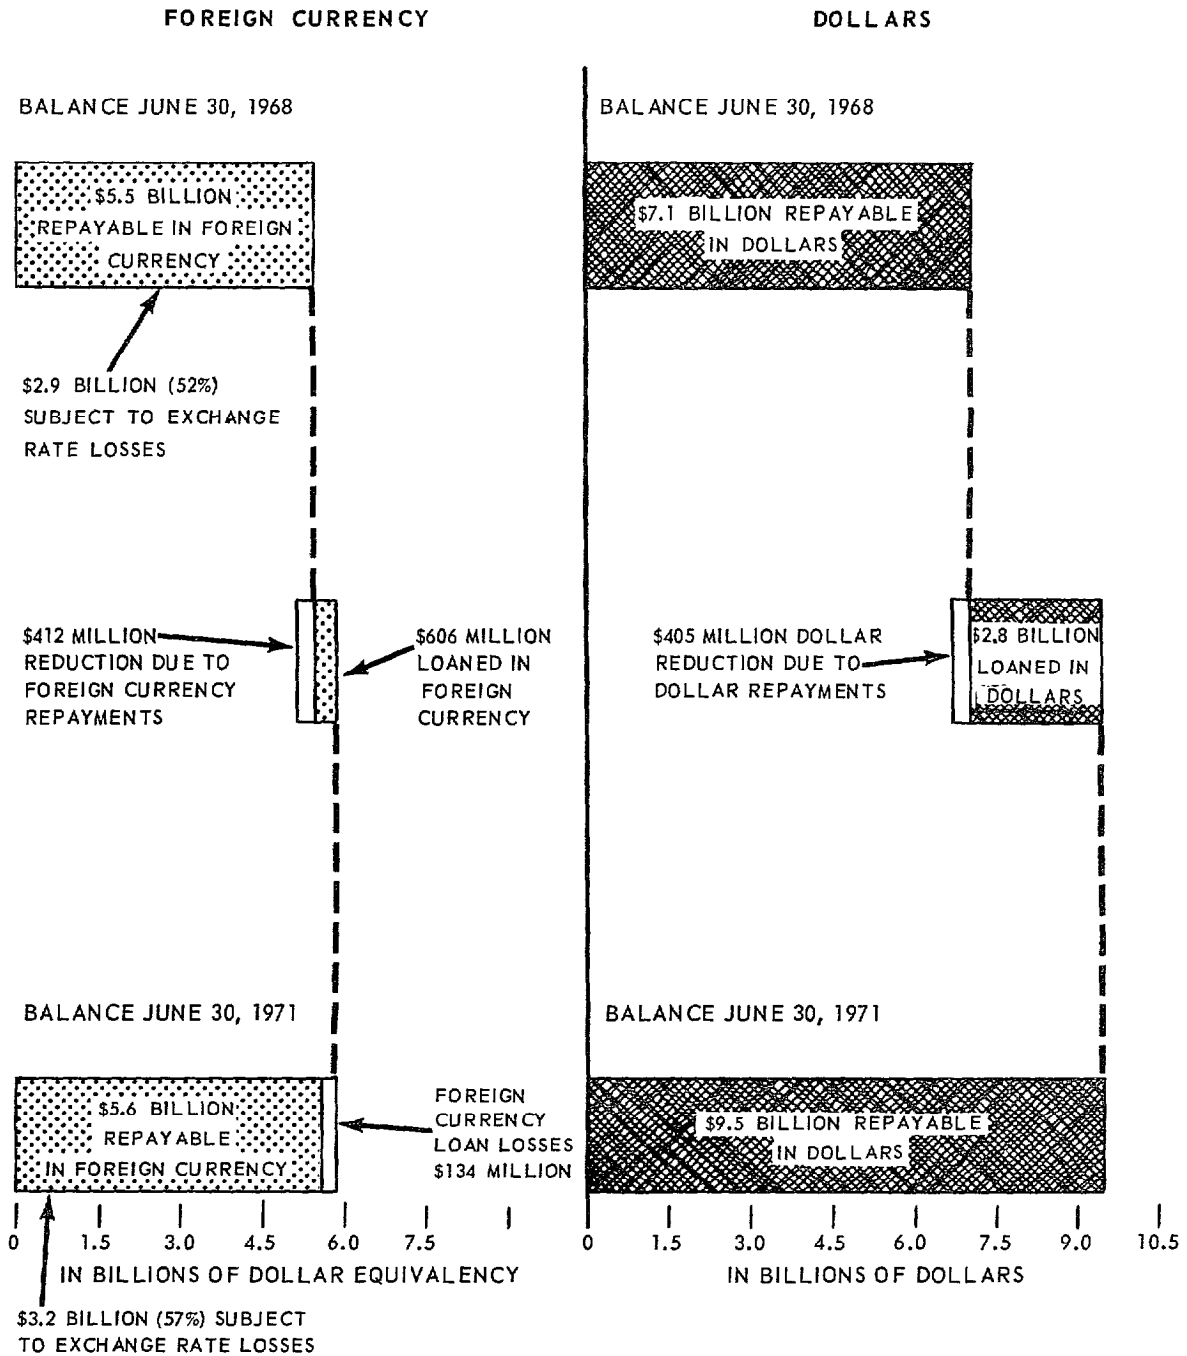 FOREIGN CURRENCY
BALANCE JUNE 30, 1968
$5.5 BILLION
REPAYABLE IN FOREIGN
CURRENCY
$2.9 BILLION (52%)
SUBJECT TO EXCHANGE
RATE LOSSES
$412 MILLION
REDUCTION DUE TO
FOREIGN CURRENCY
REPAYMENTS
$606 MILLION
LOANED IN
FOREIGN
CURRENCY
BALANCE JUNE 30, 1971
$5.6 BILLION
REPAYABLE
IN FOREIGN CURRENCY
FOREIGN
CURRENCY
LOAN LOSSES
$134 MILLION
0 1.5 3.0 4.5 6.0 7.5
IN BILLIONS OF DOLLAR EQUIVALENCY
$3.2 BILLION (57%) SUBJECT
TO EXCHANGE RATE LOSSES
DOLLARS
BALANCE JUNE 30, 1968
$7.1 BILLION REPAYABLE
IN DOLLARS
$405 MILLION DOLLAR
REDUCTION DUE TO
DOLLAR REPAYMENTS
$2.8 BILLION
LOANED IN
DOLLARS
BALANCE JUNE 30, 1971
$9.5 BILLION REPAYABLE
IN DOLLARS
0 1.5 3.0 4.5 6.0 7.5 9.0 10.5
IN BILLIONS OF DOLLARS